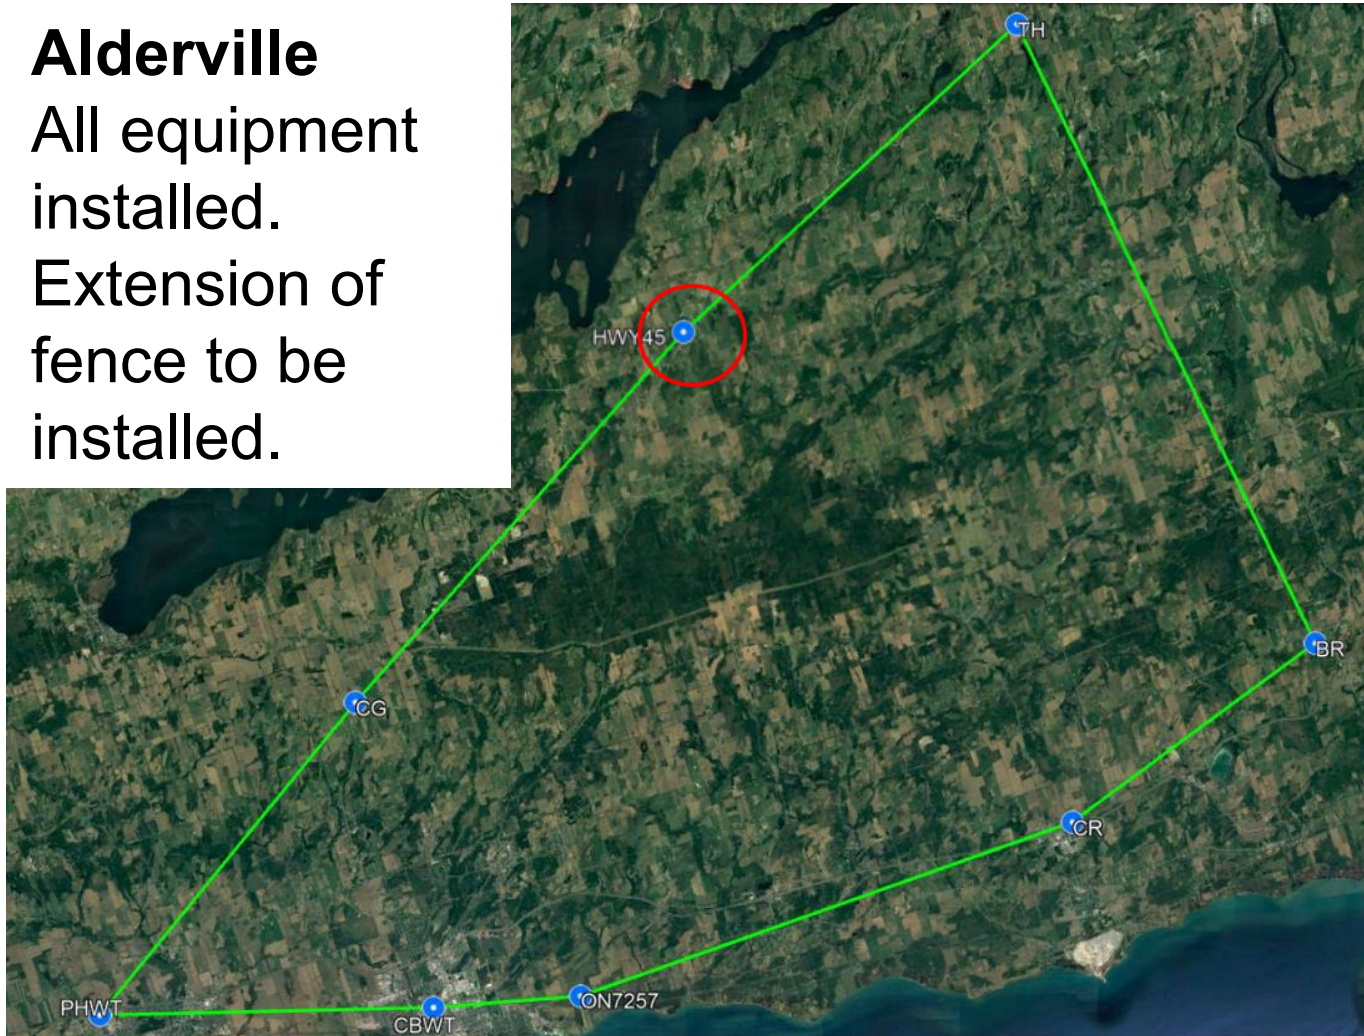 Alderville
All equipment
installed.
Extension of
fence to be
installed.
TH
HWY45
BR
CG
CR
PHWT
CBWT
ON7257